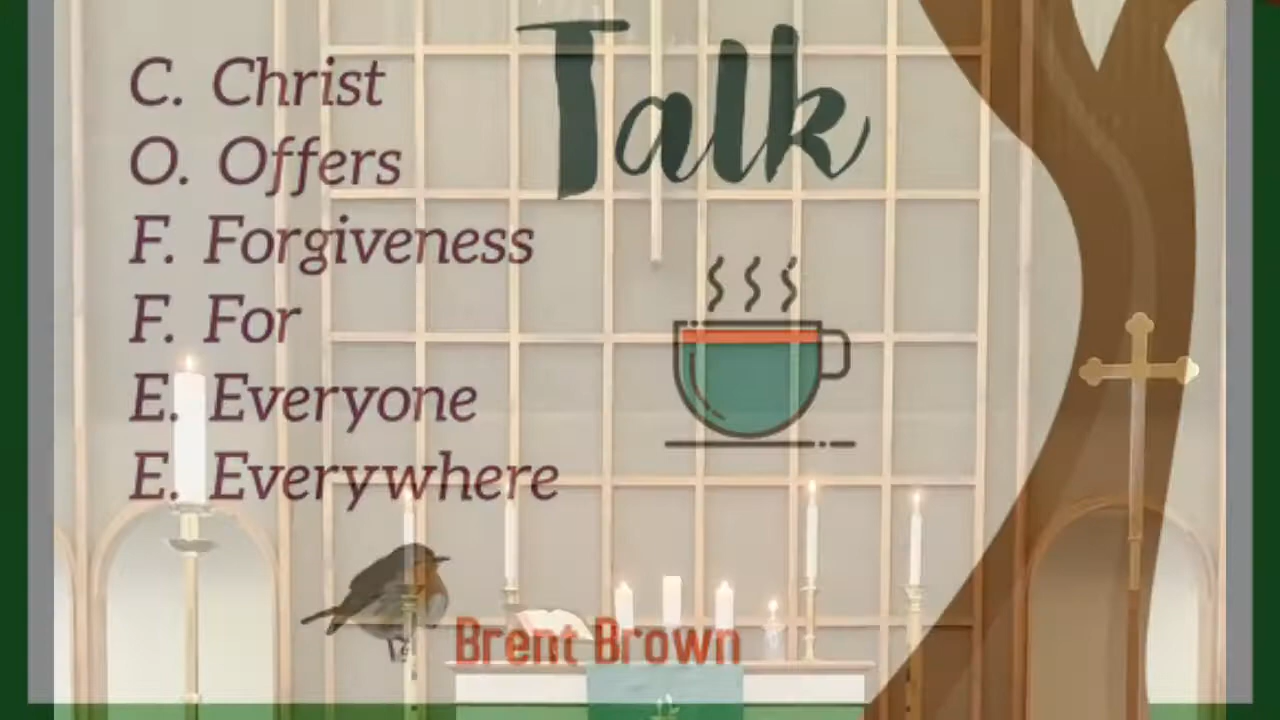 Talk
C. Christ
O. Offers
F. Forgiveness
F. For
E. Everyone
E. Everywhere
Brent Brown